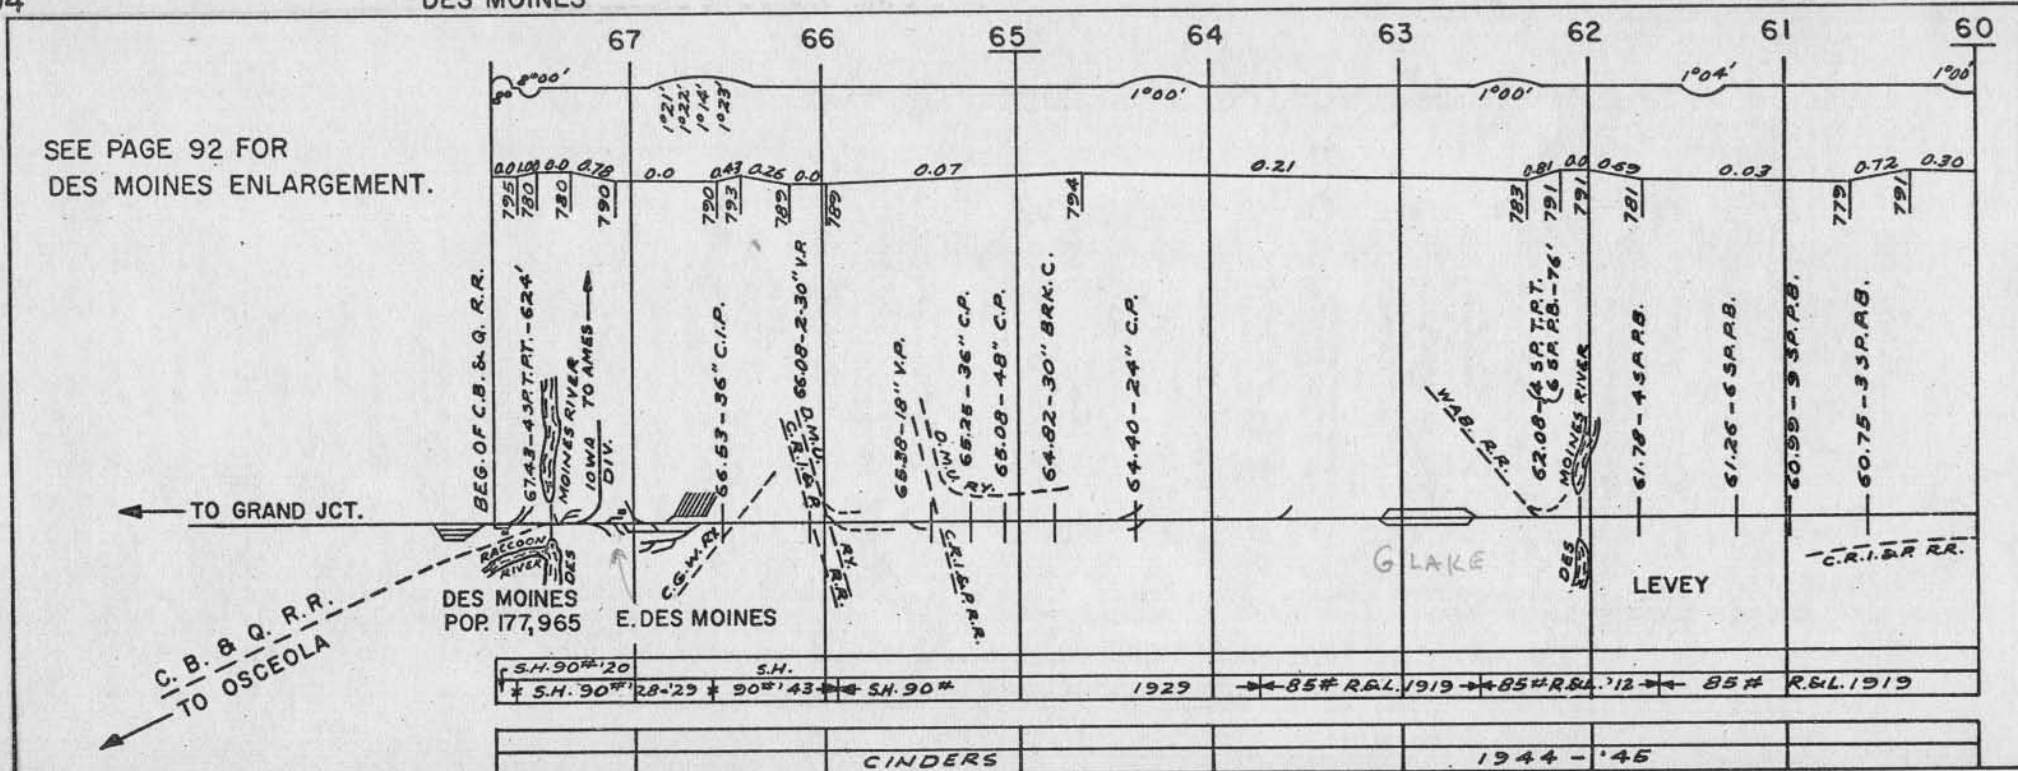 DES MOINES
67 66 65 64 63 62 61 60
8° 8°00' 1°21' 1°22' 1°14' 1°23' 1°00' 1°00' 1°04' 1°00'
SEE PAGE 92 FOR
DES MOINES ENLARGEMENT.
0.0 1.00 0.0 0.78 0.0 0.43 0.26 0.0 0.07 0.21 0.81 0.0 0.69 0.03 0.72 0.30
795 780 780 790 790 793 789 789 794 783 791 791 781 779 791
BEG. OF C.B. & Q. R.R.
67.43-4 SP. T.P.T.-624'
MOINES RIVER
IOWA DIV.
TO AMES
66.53-36" C.I.P.
66.08-2-30" V.P.
D.M.U. RY.
C.R.I. & P. R.R.
65.38-18" V.P.
D.M.U. RY.
65.25-36" C.P.
65.08-48" C.P.
64.82-30" BRK. C.
64.40-24" C.P.
WAB. R.R.
62.08-(4 SP. T.P.T.
(6 SP. P.B.-76'
MOINES RIVER
61.78-4 SP. P.B.
61.26-6 SP. P.B.
60.99-9 SP. P.B.
60.75-3 SP. P.B.
TO GRAND JCT.
RACCOON
RIVER
DES
C.G.W. RY.
C.R.I. & P. R.R.
G LAKE
DES
LEVEY
C.R.I. & P. R.R.
DES MOINES
POP. 177,965
E. DES MOINES
C. B. & Q. R.R.
TO OSCEOLA
S.H. 90# '20 S.H.
S.H. 90# '28-'29 90# '43 S.H. 90# 1929 85# R.&L. 1919 85# R.&L. '12 85# R.&L. 1919
CINDERS 1944-'45